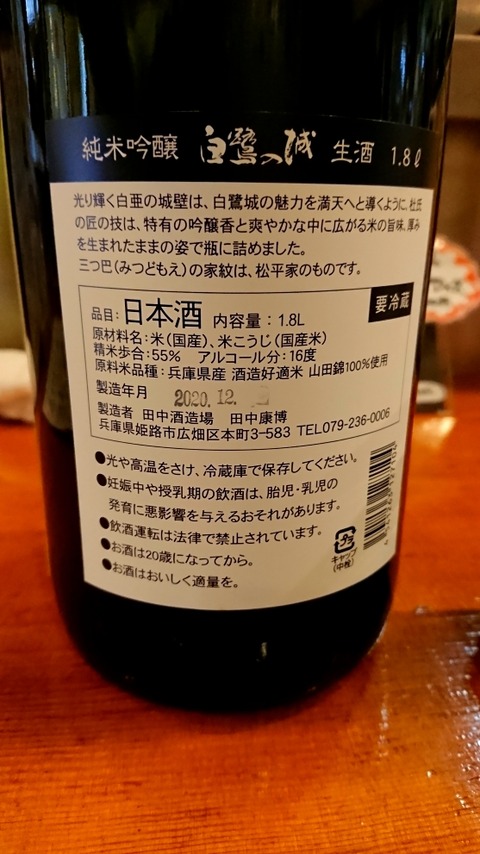 純米吟醸 白鷺の城 生酒 1.8ℓ
光り輝く白亜の城壁は、白鷺城の魅力を満天へと導くように、杜氏
の匠の技は、特有の吟醸香と爽やかな中に広がる米の旨味、厚み
を生まれたままの姿で瓶に詰めました。
三つ巴(みつどもえ)の家紋は、松平家のものです。
品目:日本酒 内容量:1.8L 要冷蔵
原材料名:米(国産)、米こうじ(国産米)
精米歩合:55% アルコール分:16度
原料米品種:兵庫県産 酒造好適米 山田錦100%使用
製造年月 2020.12.
製造者 田中酒造場 田中康博
兵庫県姫路市広畑区本町3-583 TEL079-236-0006
●光や高温をさけ、冷蔵庫で保存してください。
●妊娠中や授乳期の飲酒は、胎児・乳児の
発育に悪影響を与えるおそれがあります。
●飲酒運転は法律で禁止されています。
●お酒は20歳になってから。
●お酒はおいしく適量を。
プラ
キャップ
(中栓)